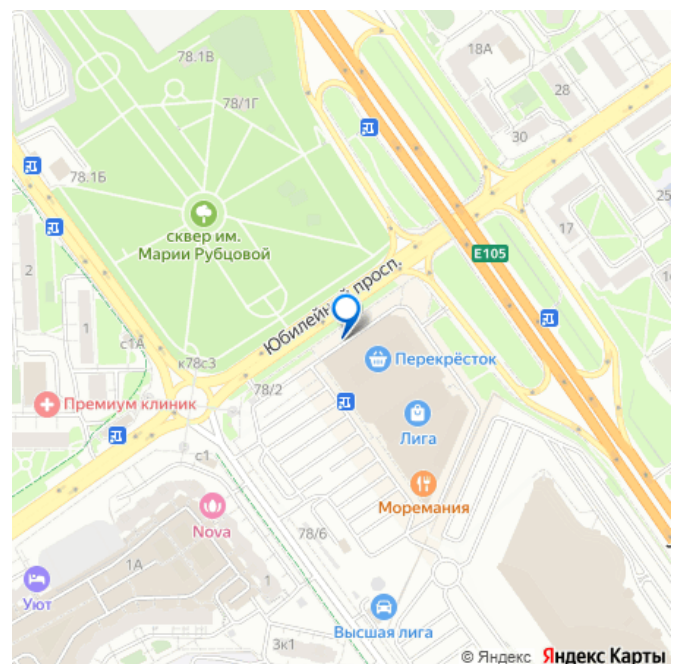 78.1В
18А
28
78/1Г
30
78.1Б
25
сквер им.
Марии Рубцовой
17
E105
2
Юбилейный просп.
1
с1А
к78с3
Перекрёсток
78/2
Премиум клиник
Лига
с1
Моремания
Nova
78/6
1А
Уют
1
Высшая лига
3к1
© Яндекс Яндекс Карты